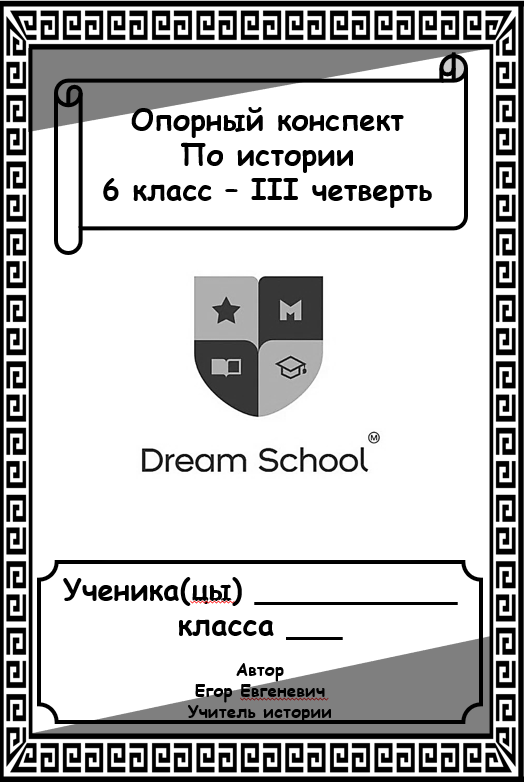 Опорный конспект
По истории
6 класс – III четверть
M
Dream School Ⓜ
Ученика(цы) ____________
класса ___
Автор
Егор Евгеневич
Учитель истории